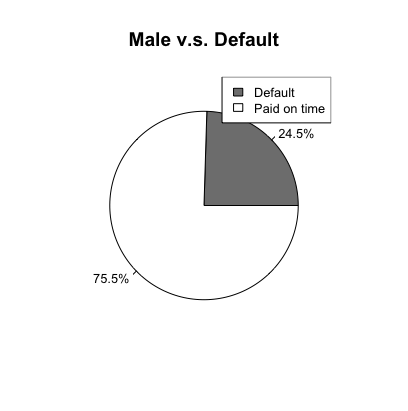 Male v.s. Default
Default
Paid on time
24.5%
75.5%